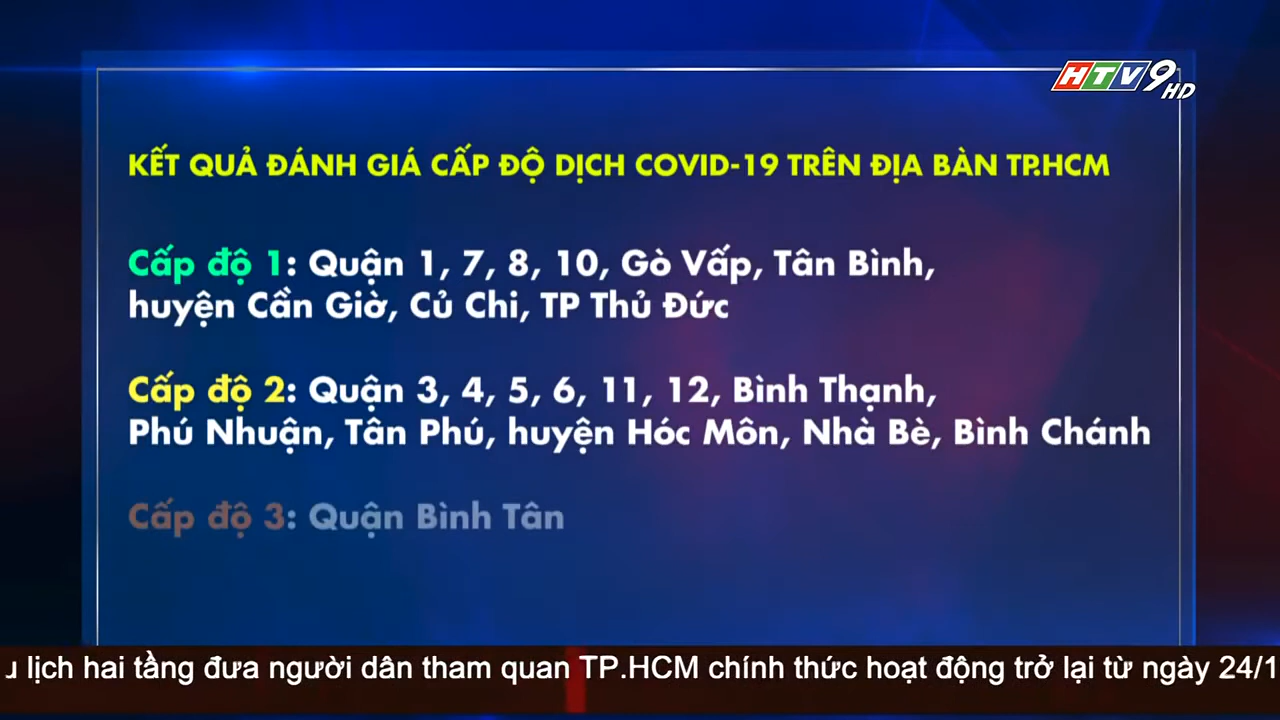 HTV9 HD
KẾT QUẢ ĐÁNH GIÁ CẤP ĐỘ DỊCH COVID-19 TRÊN ĐỊA BÀN TP.HCM
Cấp độ 1: Quận 1, 7, 8, 10, Gò Vấp, Tân Bình,
huyện Cần Giờ, Củ Chi, TP Thủ Đức
Cấp độ 2: Quận 3, 4, 5, 6, 11, 12, Bình Thạnh,
Phú Nhuận, Tân Phú, huyện Hóc Môn, Nhà Bè, Bình Chánh
Cấp độ 3: Quận Bình Tân
lịch hai tầng đưa người dân tham quan TP.HCM chính thức hoạt động trở lại từ ngày 24/1